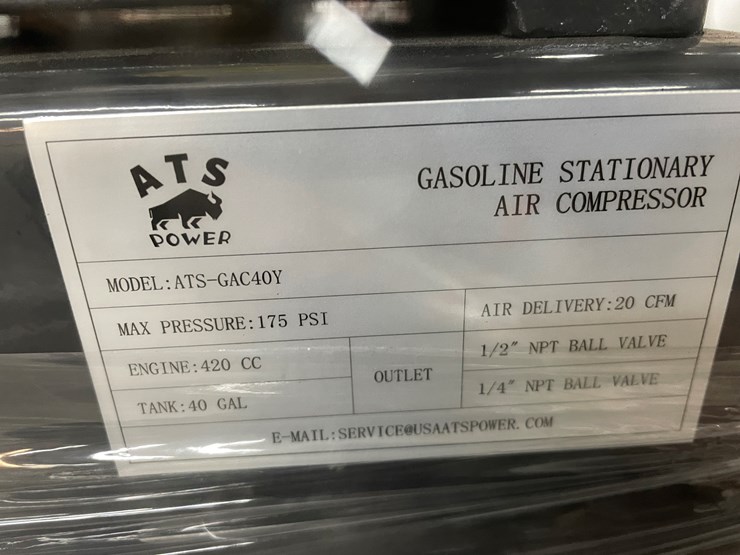 ATS
POWER
GASOLINE STATIONARY
AIR COMPRESSOR
MODEL:ATS-GAC40Y
MAX PRESSURE:175 PSI
AIR DELIVERY:20 CFM
ENGINE:420 CC
TANK:40 GAL
OUTLET
1/2″ NPT BALL VALVE
1/4″ NPT BALL VALVE
E-MAIL:SERVICE@USAATSPOWER.COM